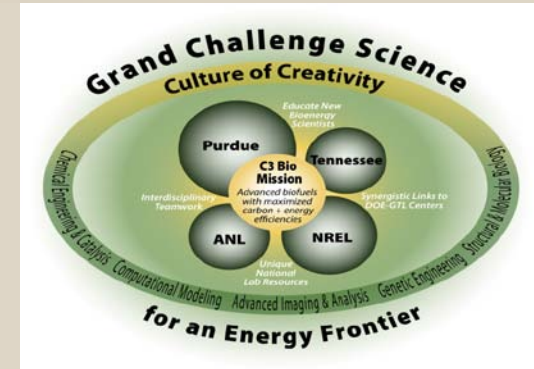 Grand Challenge Science
Culture of Creativity
Educate New
Bioenergy
Scientists
Purdue
Tennessee
C3 Bio
Mission
Advanced biofuels
with maximized
carbon + energy
efficiencies
Interdisciplinary
Teamwork
Synergistic Links to
DOE-GTL Centers
ANL
NREL
Unique
National
Lab Resources
Chemical Engineering & Catalysis
Computational Modeling
Advanced Imaging & Analysis
Genetic Engineering
Structural & Molecular Biology
for an Energy Frontier